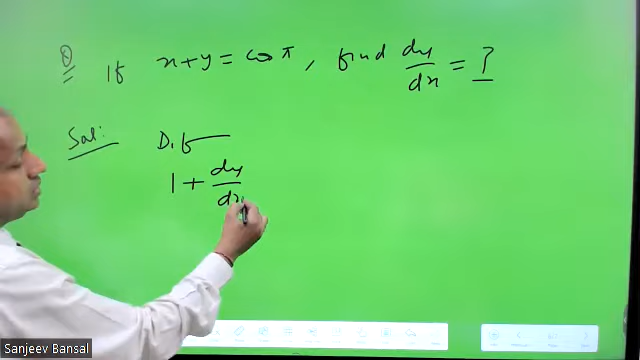 Q If x + y = cos π, find dy/dx = ?
Sol: Dif
1 + dy/dx
Sanjeev Bansal